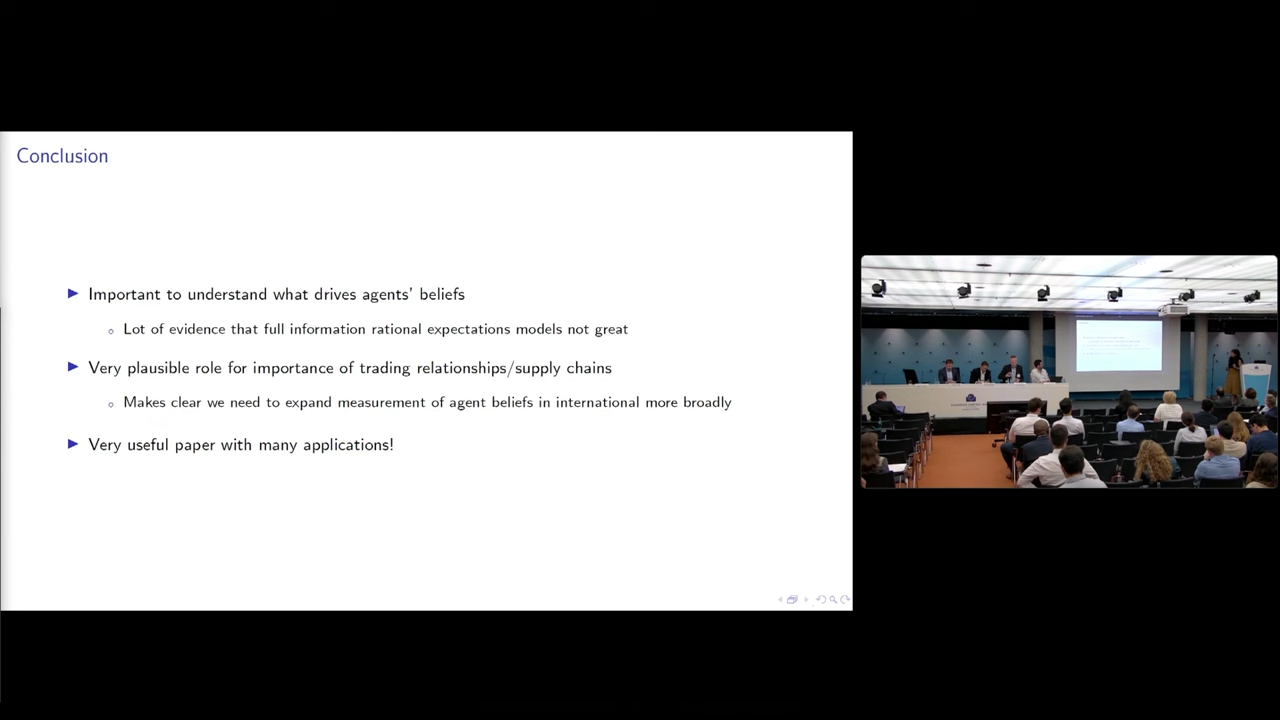 Conclusion
Important to understand what drives agents' beliefs
Lot of evidence that full information rational expectations models not great
Very plausible role for importance of trading relationships/supply chains
Makes clear we need to expand measurement of agent beliefs in international more broadly
Very useful paper with many applications!